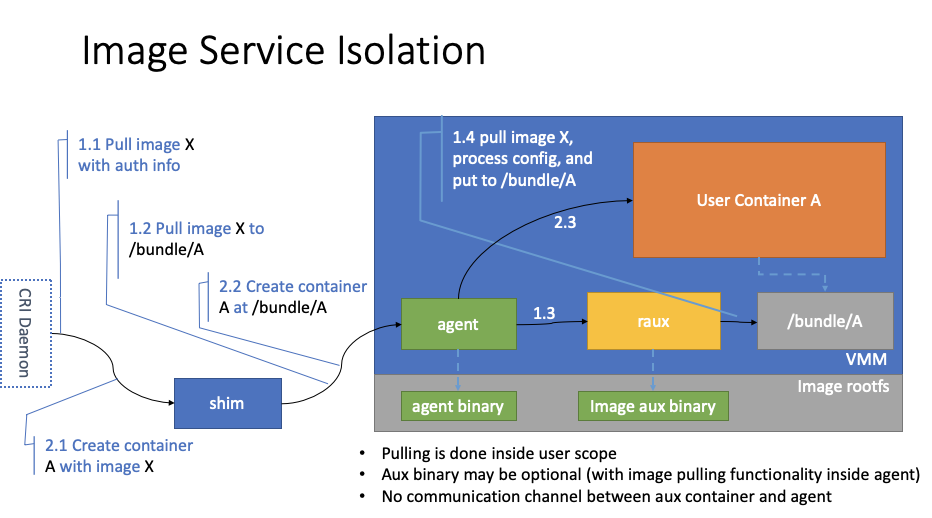 Image Service Isolation
1.1 Pull image X
with auth info
1.2 Pull image X to
/bundle/A
2.2 Create container
A at /bundle/A
CRI Daemon
shim
2.1 Create container
A with image X
1.4 pull image X,
process config, and
put to /bundle/A
User Container A
2.3
agent
1.3
raux
/bundle/A
VMM
Image rootfs
agent binary
Image aux binary
• Pulling is done inside user scope
• Aux binary may be optional (with image pulling functionality inside agent)
• No communication channel between aux container and agent